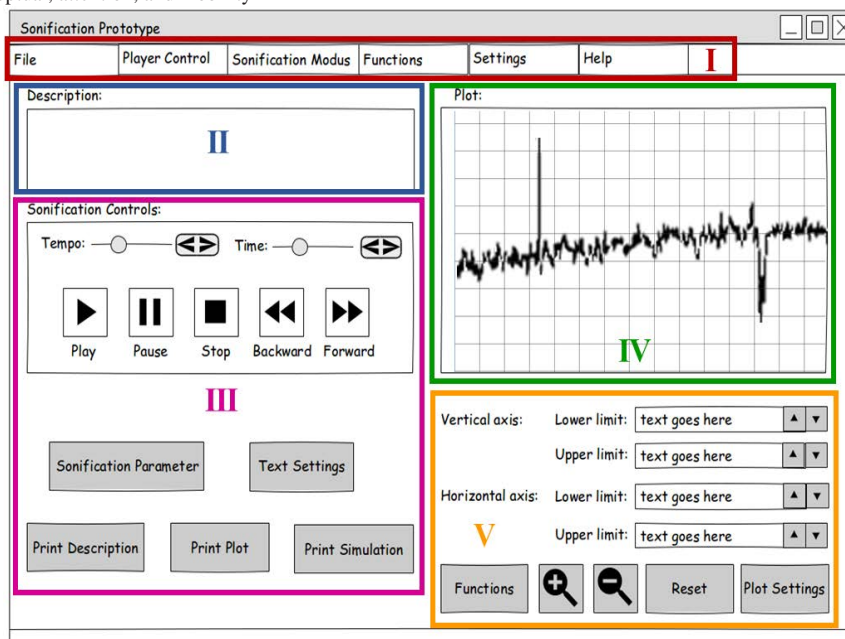 Sonification Prototype
File Player Control Sonification Modus Functions Settings Help I
Description:
II
Sonification Controls:
Tempo: Time:
Play Pause Stop Backward Forward
III
Sonification Parameter Text Settings
Print Description Print Plot Print Simulation
Plot:
IV
Vertical axis: Lower limit: text goes here
Upper limit: text goes here
Horizontal axis: Lower limit: text goes here
Upper limit: text goes here
V
Functions Reset Plot Settings